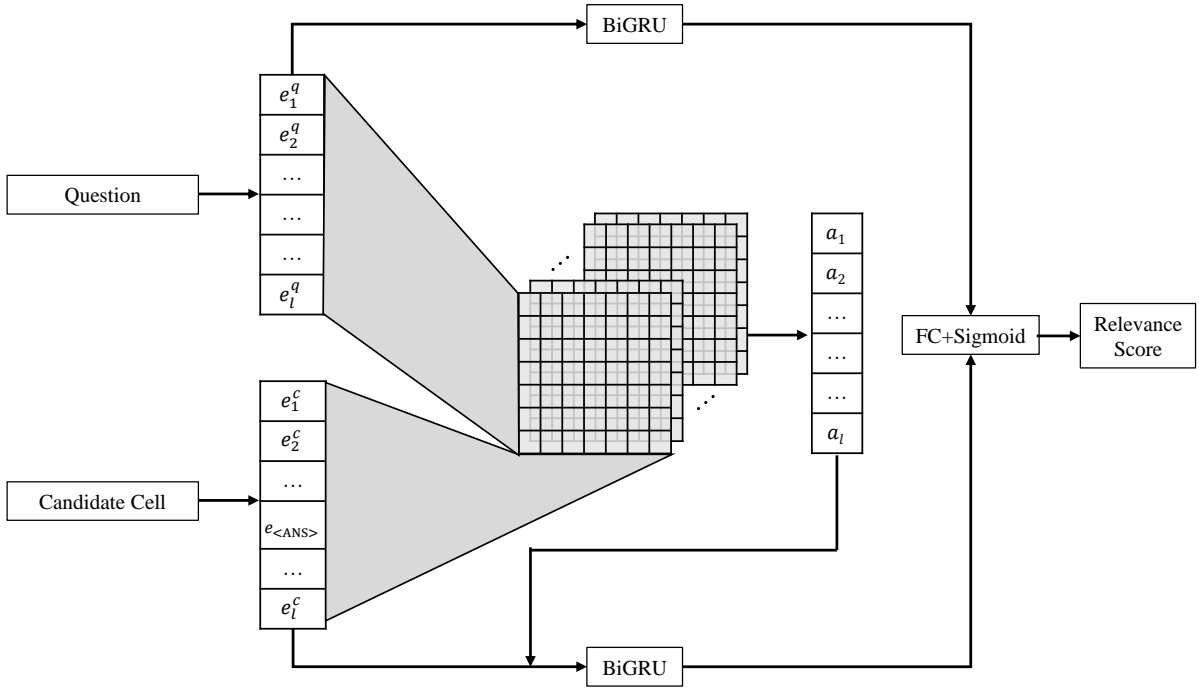 BiGRU
Question
e_1^q
e_2^q
...
...
...
e_l^q
Candidate Cell
e_1^c
e_2^c
...
e_<ANS>
...
e_l^c
a_1
a_2
...
...
...
a_l
FC+Sigmoid
Relevance
Score
BiGRU